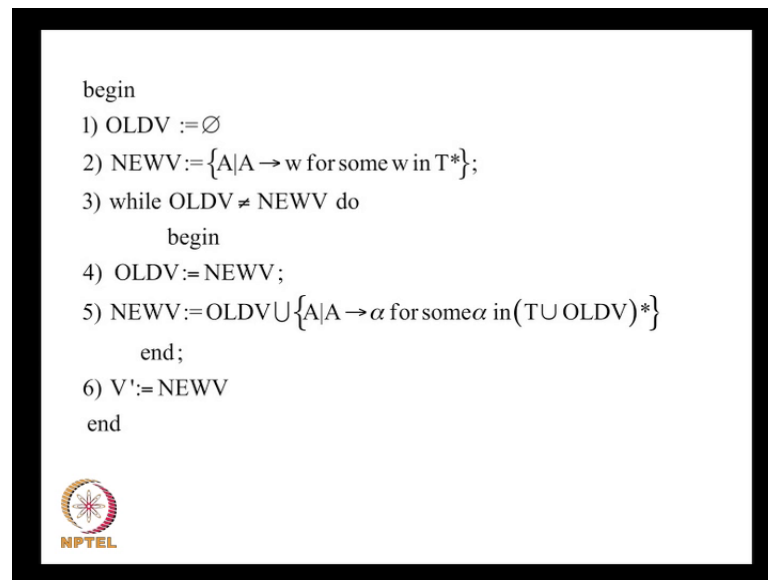 begin
1) OLDV :=∅
2) NEWV:={A|A→w for some w in T*};
3) while OLDV ≠ NEWV do
begin
4) OLDV:= NEWV;
5) NEWV:=OLDV∪{A|A→α for some α in(T∪OLDV)*}
end;
6) V':= NEWV
end
NPTEL